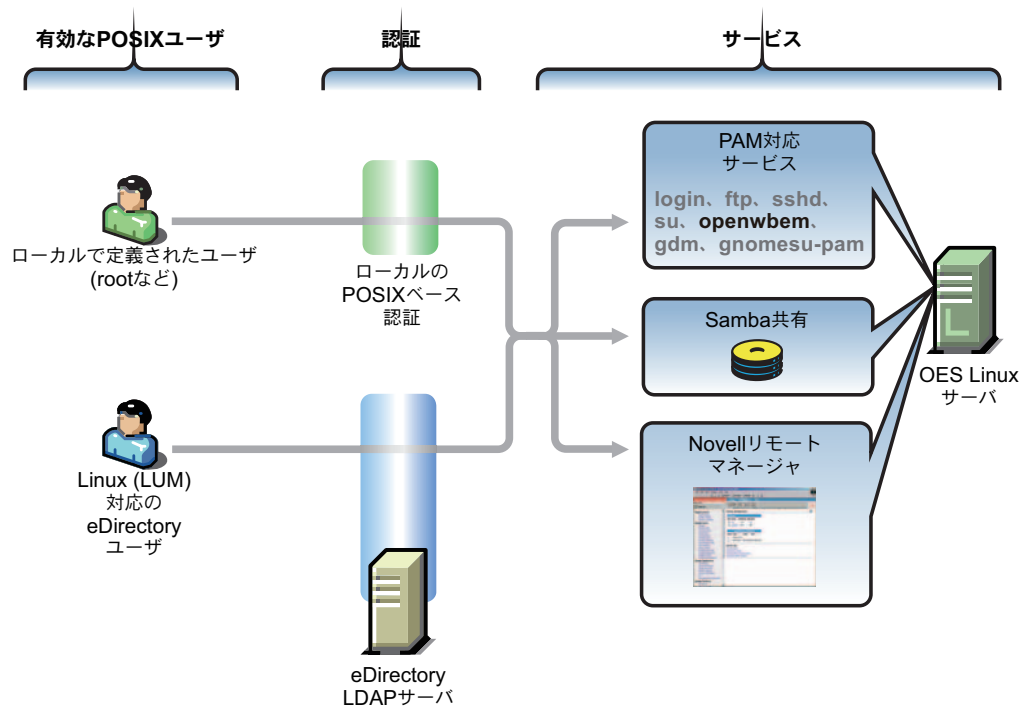 有効なPOSIXユーザ
認証
サービス
ローカルで定義されたユーザ
(rootなど)
ローカルの
POSIXベース
認証
PAM対応
サービス
login、ftp、sshd、
su、openwbem、
gdm、gnomesu-pam
Samba共有
OES Linux
サーバ
Linux (LUM)
対応の
eDirectory
ユーザ
Novellリモート
マネージャ
eDirectory
LDAPサーバ
L